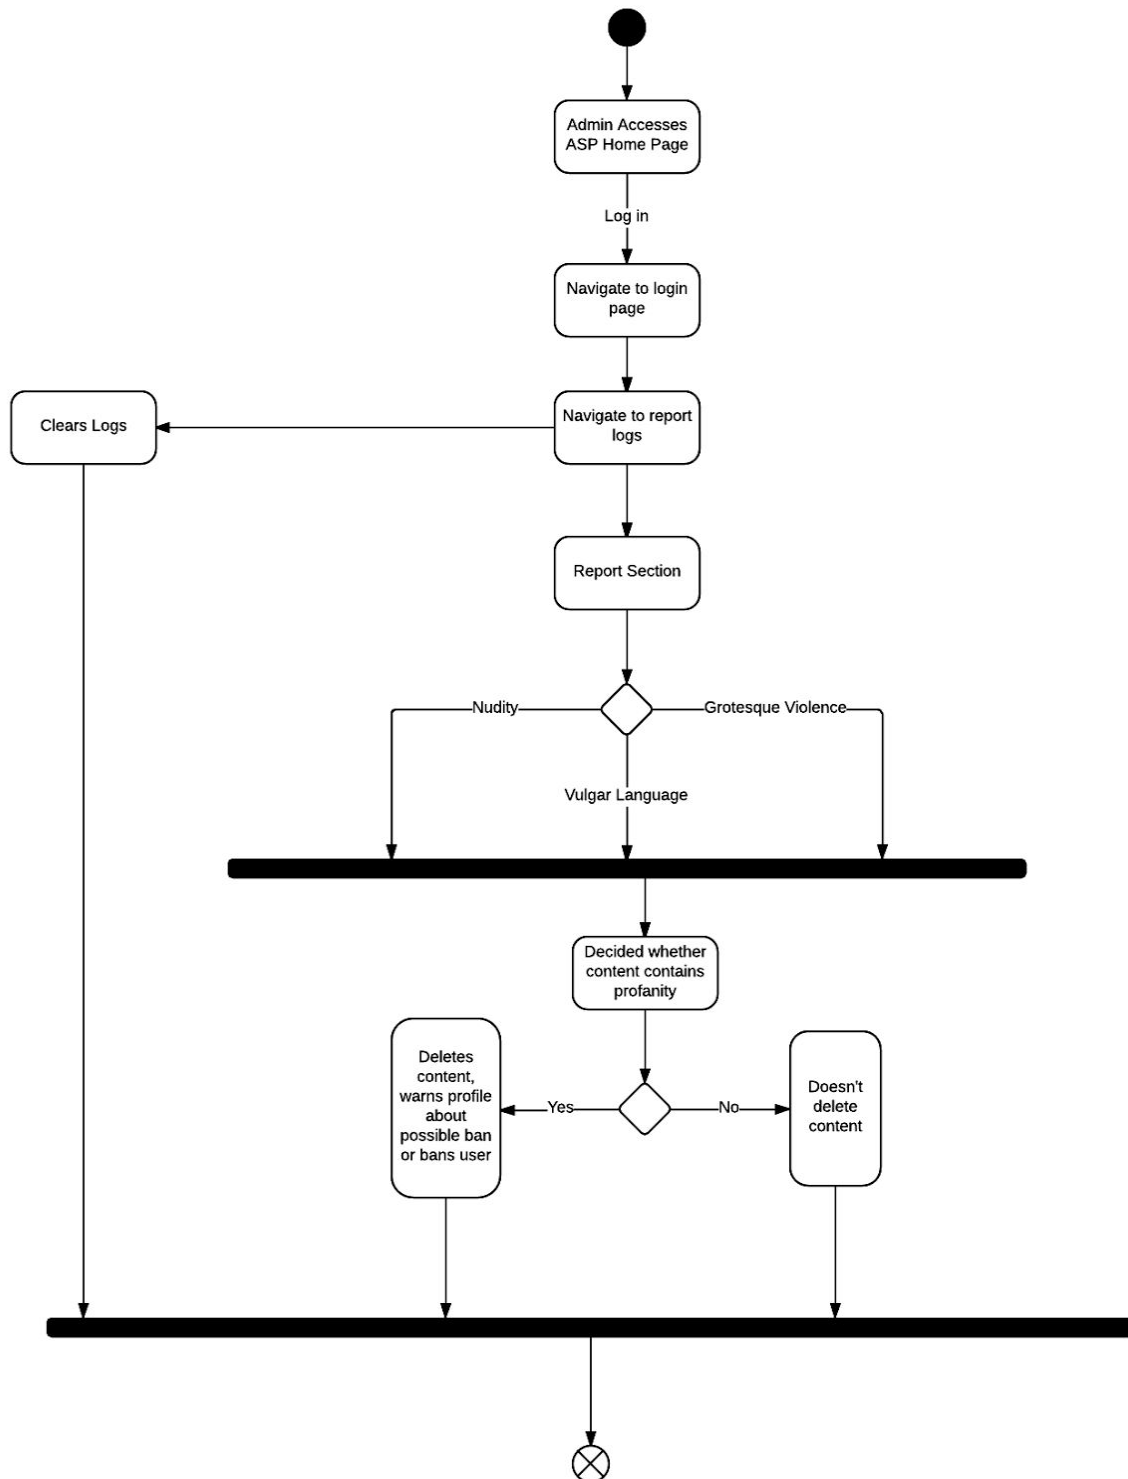 Admin Accesses
ASP Home Page
Log in
Navigate to login
page
Clears Logs
Navigate to report
logs
Report Section
Nudity
Grotesque Violence
Vulgar Language
Decided whether
content contains
profanity
Deletes
content,
warns profile
about
possible ban
or bans user
Yes
No
Doesn't
delete
content